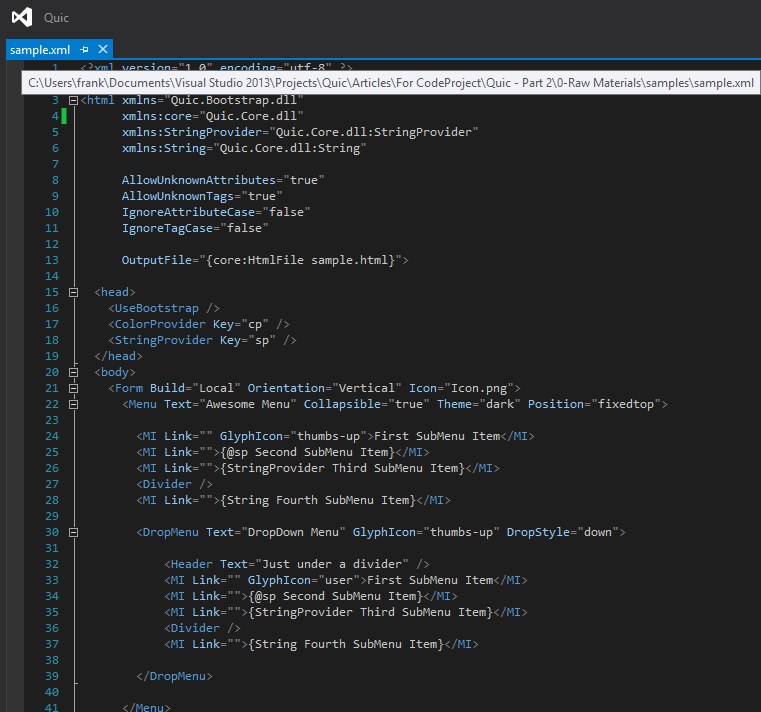 Quic
sample.xml
1 <?xml version="1.0" encoding="utf-8" ?>
C:\Users\frank\Documents\Visual Studio 2013\Projects\Quic\Articles\For CodeProject\Quic - Part 2\0-Raw Materials\samples\sample.xml
3 <html xmlns="Quic.Bootstrap.dll"
4 xmlns:core="Quic.Core.dll"
5 xmlns:StringProvider="Quic.Core.dll:StringProvider"
6 xmlns:String="Quic.Core.dll:String"
7
8 AllowUnknownAttributes="true"
9 AllowUnknownTags="true"
10 IgnoreAttributeCase="false"
11 IgnoreTagCase="false"
12
13 OutputFile="{core:HtmlFile sample.html}">
14
15 <head>
16 <UseBootstrap />
17 <ColorProvider Key="cp" />
18 <StringProvider Key="sp" />
19 </head>
20 <body>
21 <Form Build="Local" Orientation="Vertical" Icon="Icon.png">
22 <Menu Text="Awesome Menu" Collapsible="true" Theme="dark" Position="fixedtop">
23
24 <MI Link="" GlyphIcon="thumbs-up">First SubMenu Item</MI>
25 <MI Link="">{@sp Second SubMenu Item}</MI>
26 <MI Link="">{StringProvider Third SubMenu Item}</MI>
27 <Divider />
28 <MI Link="">{String Fourth SubMenu Item}</MI>
29
30 <DropMenu Text="DropDown Menu" GlyphIcon="thumbs-up" DropStyle="down">
31
32 <Header Text="Just under a divider" />
33 <MI Link="" GlyphIcon="user">First SubMenu Item</MI>
34 <MI Link="">{@sp Second SubMenu Item}</MI>
35 <MI Link="">{StringProvider Third SubMenu Item}</MI>
36 <Divider />
37 <MI Link="">{String Fourth SubMenu Item}</MI>
38
39 </DropMenu>
40
41 </Menu>